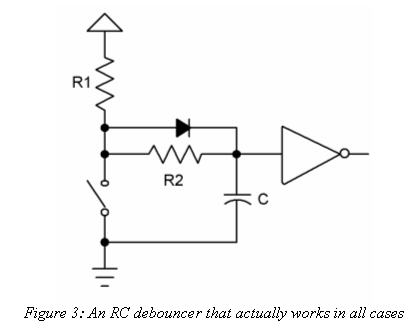 R1
R2
C
Figure 3: An RC debouncer that actually works in all cases